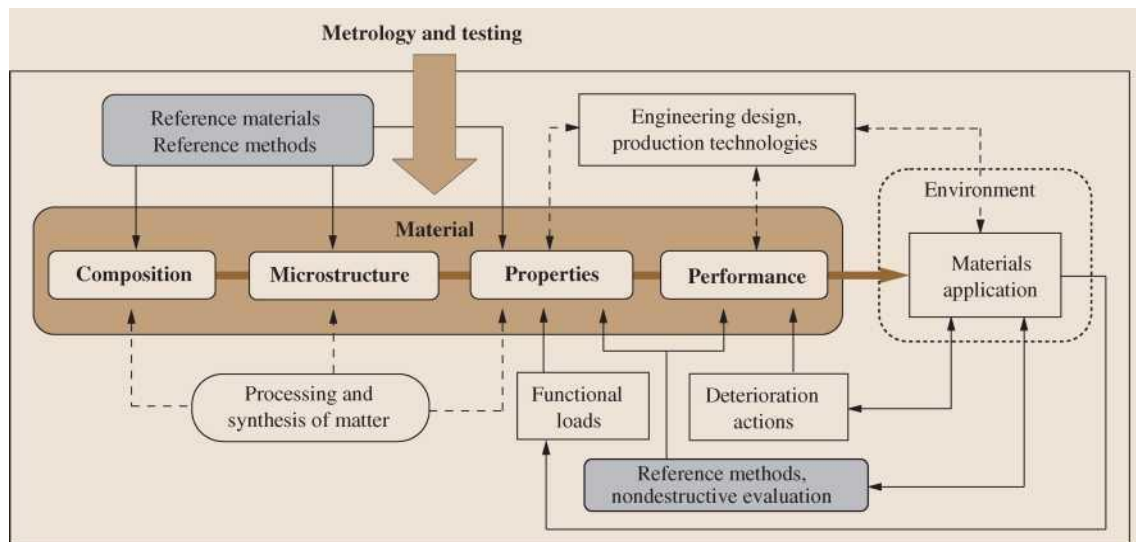 Metrology and testing
Reference materials
Reference methods
Engineering design,
production technologies
Environment
Material
Composition
Microstructure
Properties
Performance
Materials
application
Processing and
synthesis of matter
Functional
loads
Deterioration
actions
Reference methods,
nondestructive evaluation